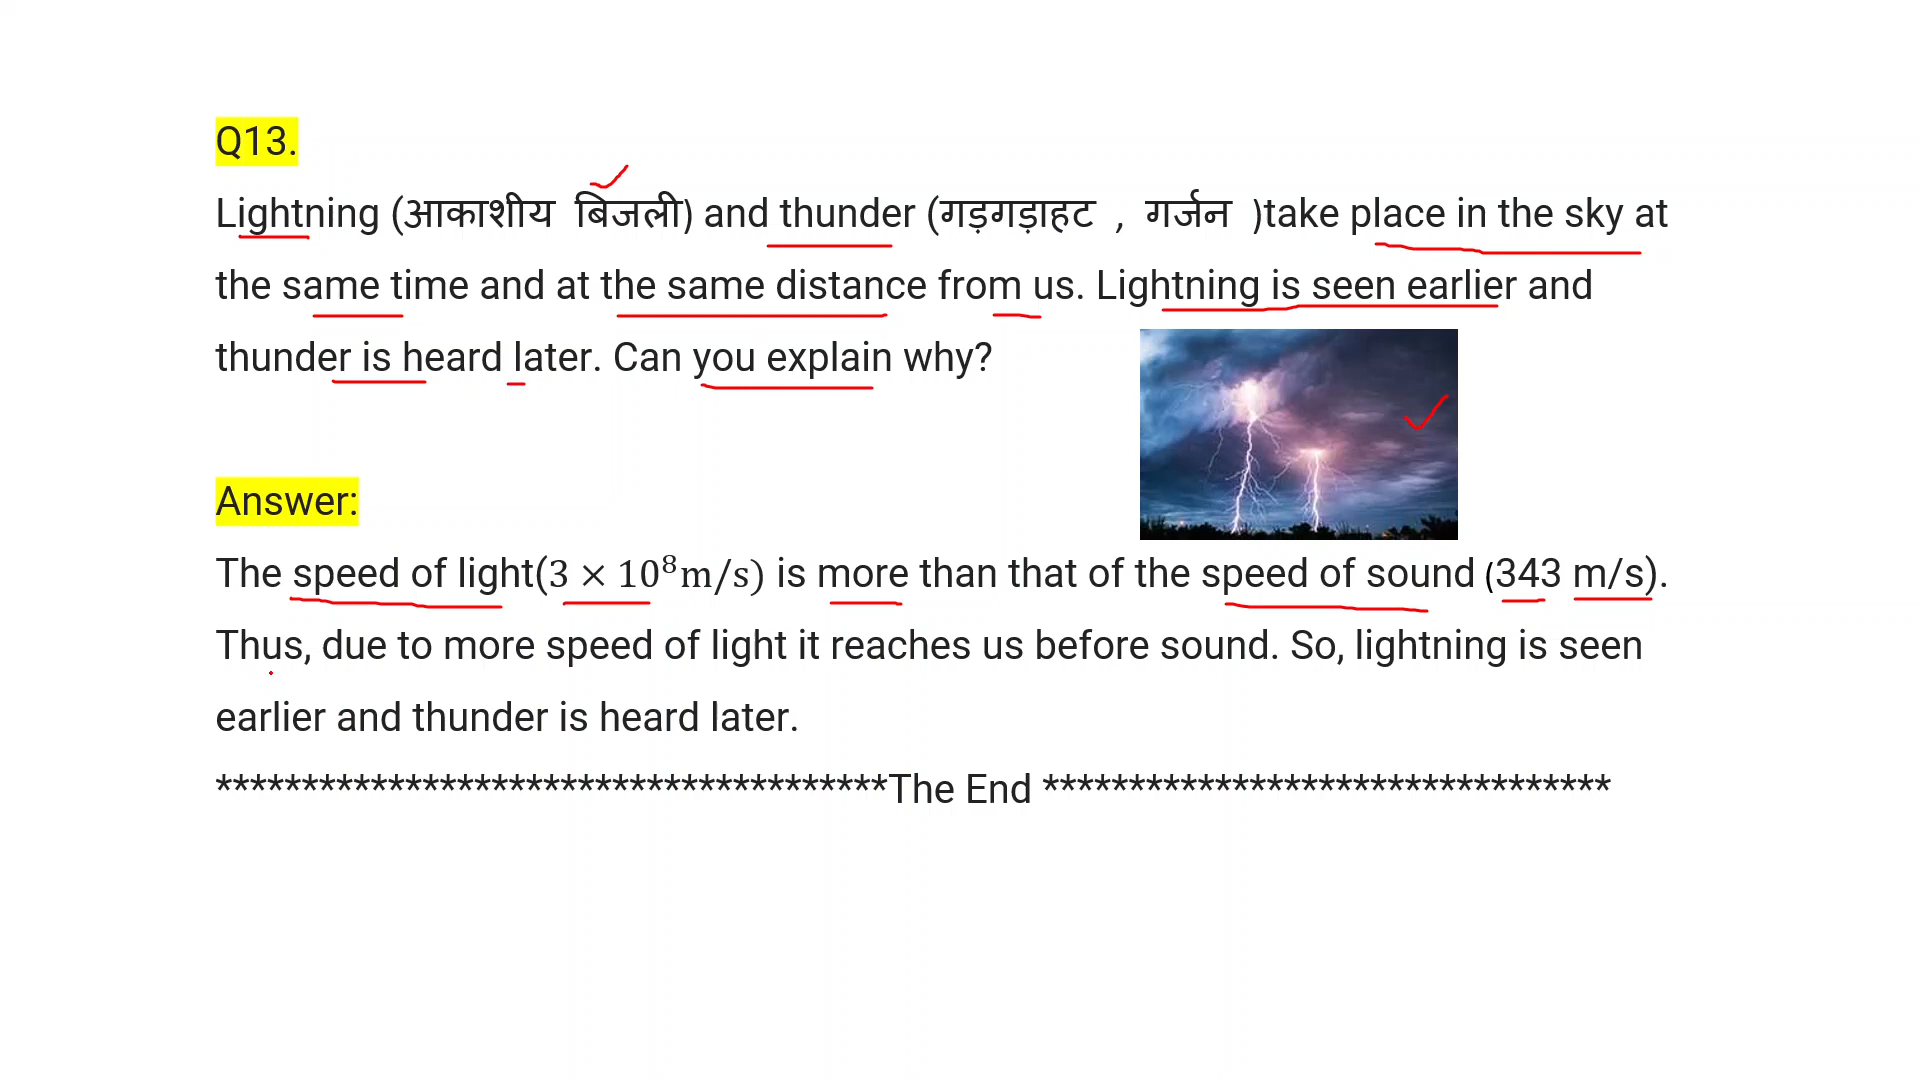 Q13.
Lightning (आकाशीय बिजली) and thunder (गड़गड़ाहट , गर्जन )take place in the sky at
the same time and at the same distance from us. Lightning is seen earlier and
thunder is heard later. Can you explain why?
Answer:
The speed of light(3 × 10⁸m/s) is more than that of the speed of sound (343 m/s).
Thus, due to more speed of light it reaches us before sound. So, lightning is seen
earlier and thunder is heard later.
***************************************The End *********************************